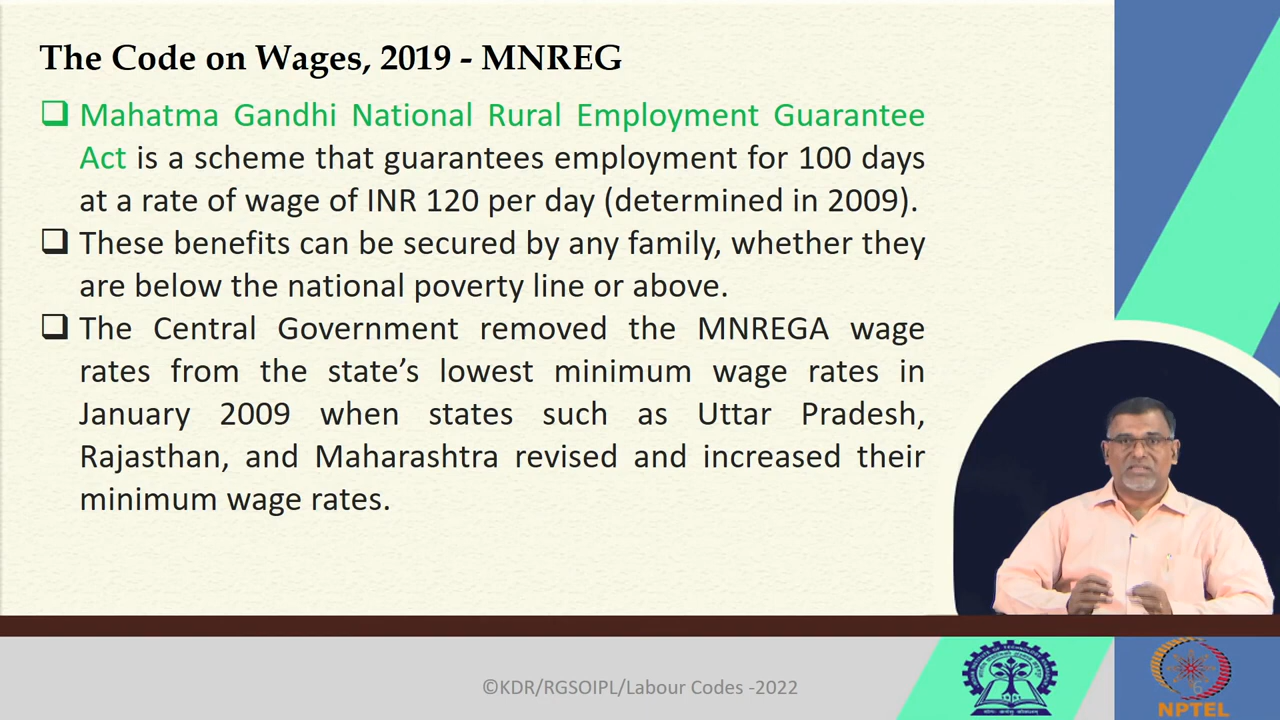 The Code on Wages, 2019 - MNREG
Mahatma Gandhi National Rural Employment Guarantee
Act is a scheme that guarantees employment for 100 days
at a rate of wage of INR 120 per day (determined in 2009).
These benefits can be secured by any family, whether they
are below the national poverty line or above.
The Central Government removed the MNREGA wage
rates from the state’s lowest minimum wage rates in
January 2009 when states such as Uttar Pradesh,
Rajasthan, and Maharashtra revised and increased their
minimum wage rates.
©KDR/RGSOIPL/Labour Codes -2022
NPTEL